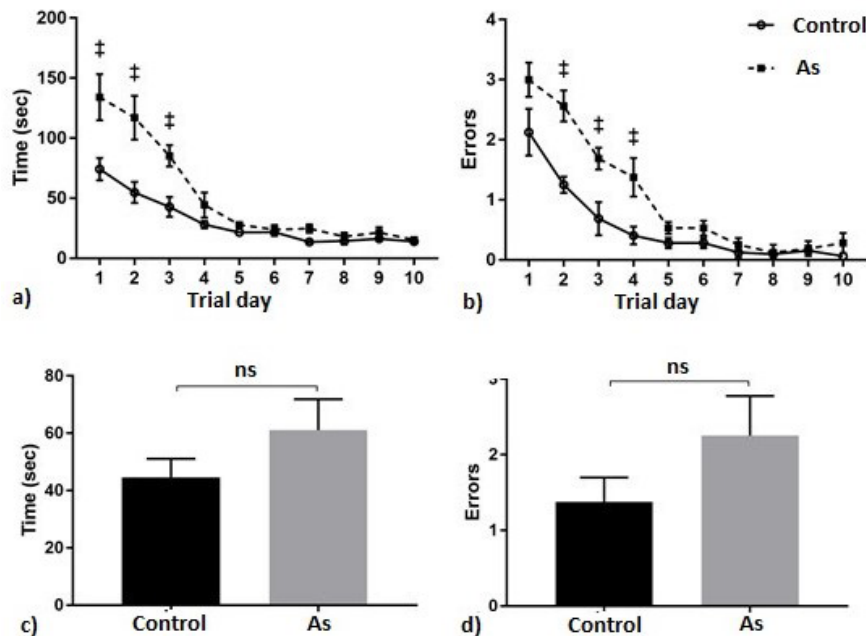 200
150
100
50
0
Time (sec)
‡
‡
‡
1 2 3 4 5 6 7 8 9 10
a)
Trial day
4
3
2
1
0
Errors
‡
‡
‡
Control
As
1 2 3 4 5 6 7 8 9 10
b)
Trial day
80
60
40
20
0
Time (sec)
ns
c)
Control As
3
2
1
0
Errors
ns
d)
Control As